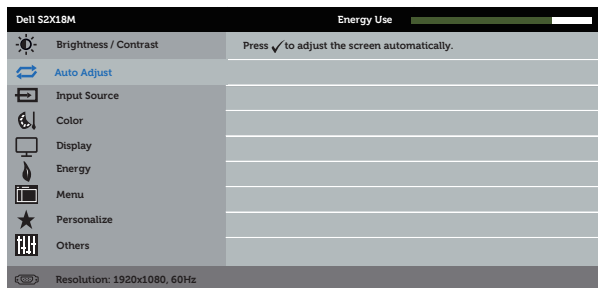 Dell S2X18M
Energy Use
Brightness / Contrast
Press ✓ to adjust the screen automatically.
Auto Adjust
Input Source
Color
Display
Energy
Menu
Personalize
Others
Resolution: 1920x1080, 60Hz